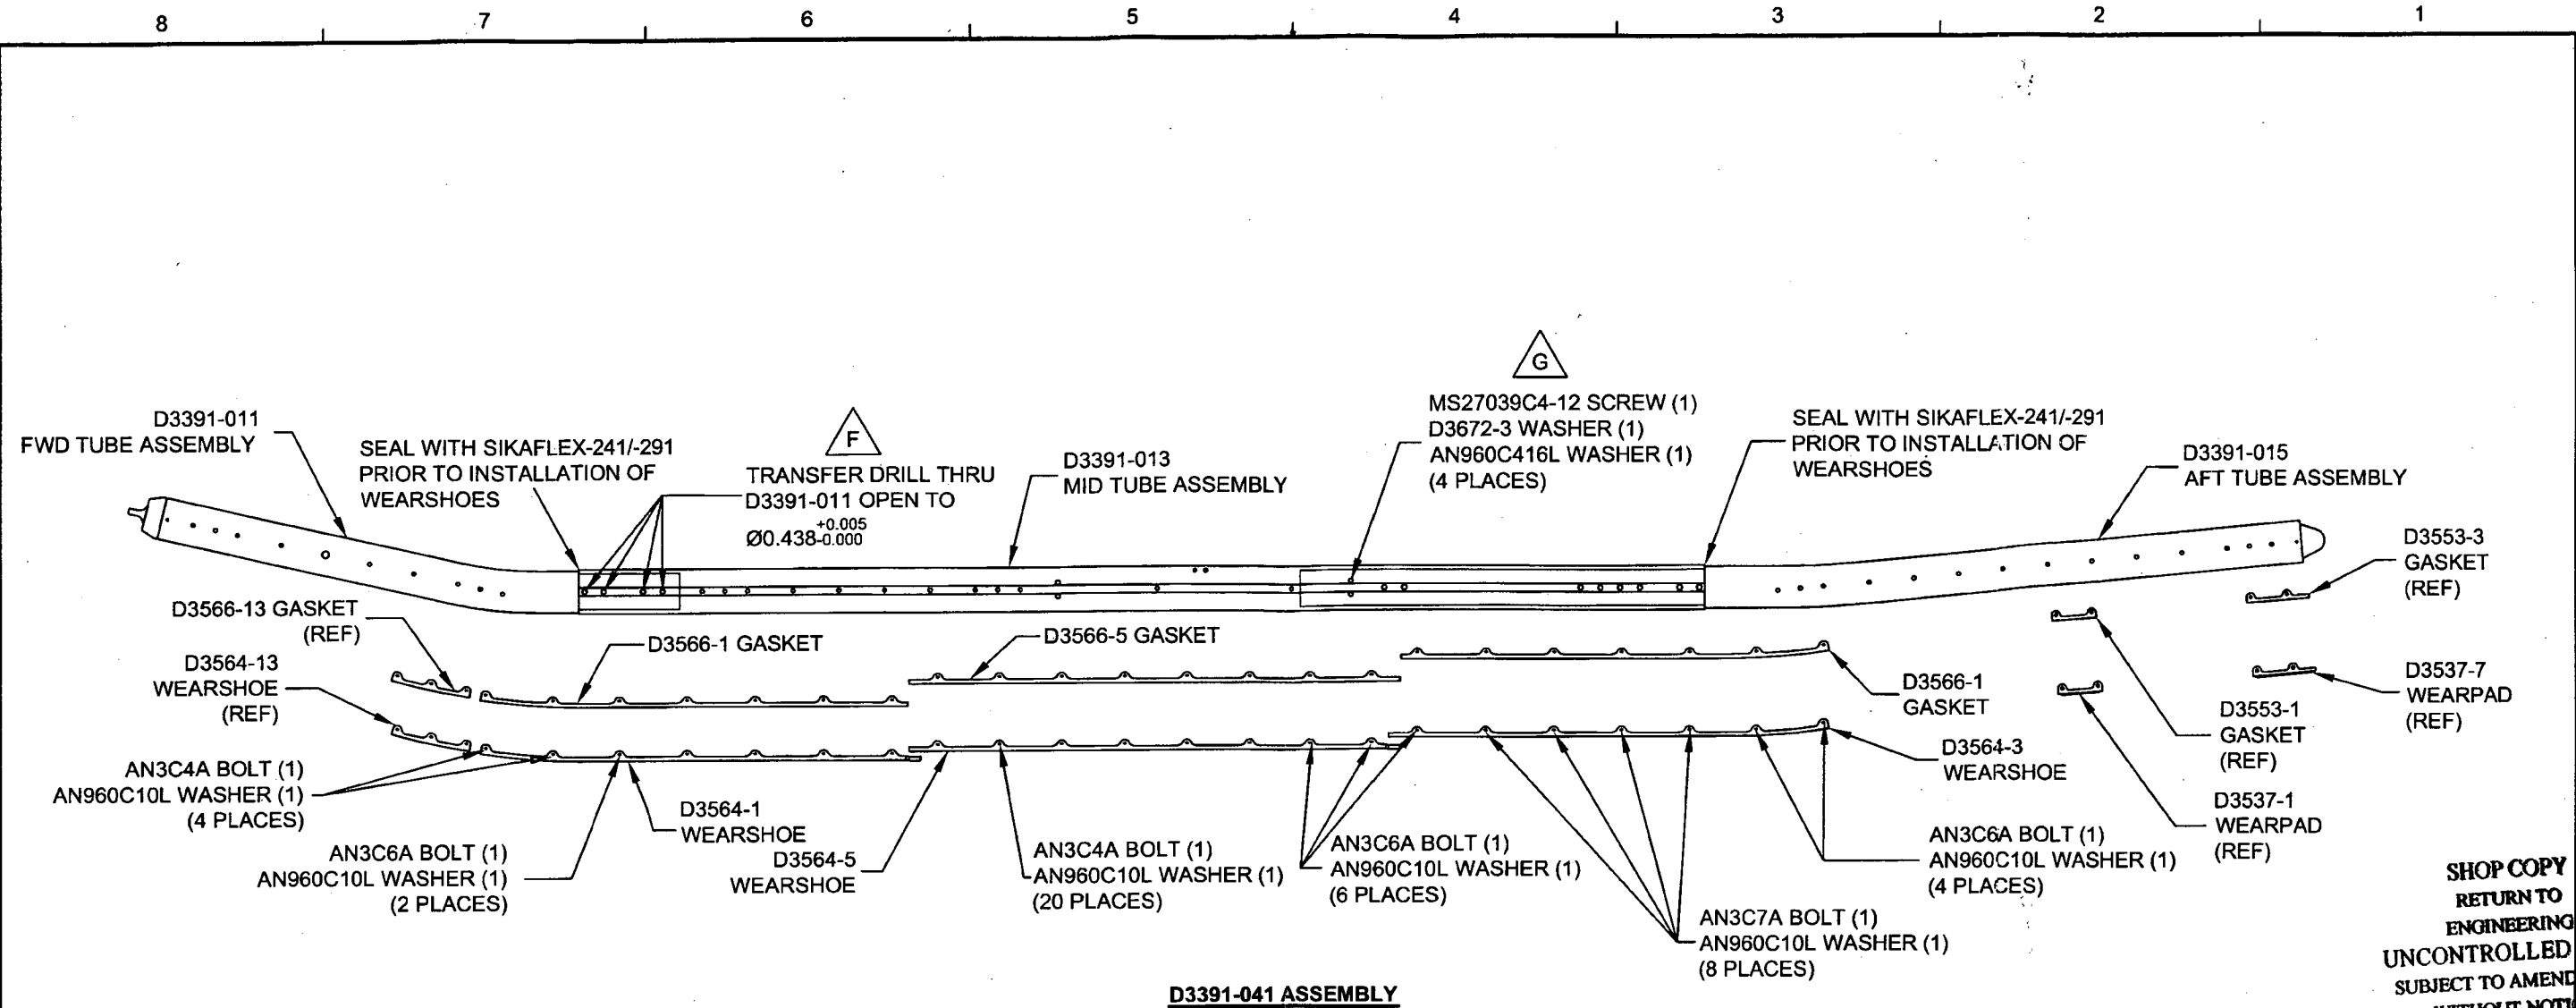 8 7 6 5 4 3 2 1
G
MS27039C4-12 SCREW (1)
D3672-3 WASHER (1)
AN960C416L WASHER (1)
(4 PLACES)
D3391-011
FWD TUBE ASSEMBLY
SEAL WITH SIKAFLEX-241/-291
PRIOR TO INSTALLATION OF
WEARSHOES
F
TRANSFER DRILL THRU
D3391-011 OPEN TO
Ø0.438 +0.005 -0.000
D3391-013
MID TUBE ASSEMBLY
SEAL WITH SIKAFLEX-241/-291
PRIOR TO INSTALLATION OF
WEARSHOES
D3391-015
AFT TUBE ASSEMBLY
D3553-3
GASKET
(REF)
D3566-13 GASKET
(REF)
D3566-1 GASKET
D3566-5 GASKET
D3564-13
WEARSHOE
(REF)
D3566-1
GASKET
D3553-1
GASKET
(REF)
D3537-7
WEARPAD
(REF)
AN3C4A BOLT (1)
AN960C10L WASHER (1)
(4 PLACES)
D3564-1
WEARSHOE
D3564-3
WEARSHOE
D3537-1
WEARPAD
(REF)
AN3C6A BOLT (1)
AN960C10L WASHER (1)
(2 PLACES)
D3564-5
WEARSHOE
AN3C4A BOLT (1)
AN960C10L WASHER (1)
(20 PLACES)
AN3C6A BOLT (1)
AN960C10L WASHER (1)
(6 PLACES)
AN3C7A BOLT (1)
AN960C10L WASHER (1)
(8 PLACES)
AN3C6A BOLT (1)
AN960C10L WASHER (1)
(4 PLACES)
SHOP COPY
RETURN TO
ENGINEERING
UNCONTROLLED
SUBJECT TO AMEND
D3391-041 ASSEMBLY